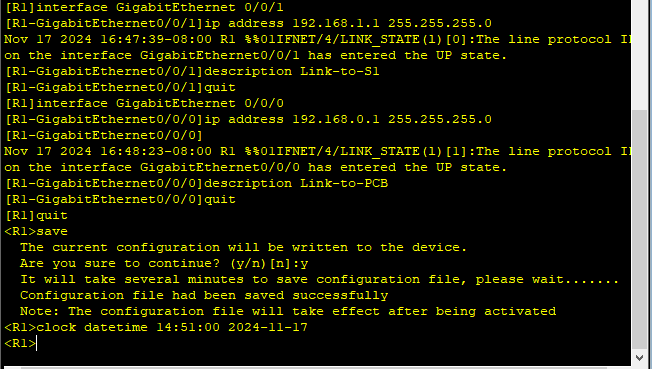 [R1]interface GigabitEthernet 0/0/1
[R1-GigabitEthernet0/0/1]ip address 192.168.1.1 255.255.255.0
Nov 17 2024 16:47:39-08:00 R1 %%01IFNET/4/LINK_STATE(l)[0]:The line protocol
on the interface GigabitEthernet0/0/1 has entered the UP state.
[R1-GigabitEthernet0/0/1]description Link-to-S1
[R1-GigabitEthernet0/0/1]quit
[R1]interface GigabitEthernet 0/0/0
[R1-GigabitEthernet0/0/0]ip address 192.168.0.1 255.255.255.0
[R1-GigabitEthernet0/0/0]
Nov 17 2024 16:48:23-08:00 R1 %%01IFNET/4/LINK_STATE(l)[1]:The line protocol
on the interface GigabitEthernet0/0/0 has entered the UP state.
[R1-GigabitEthernet0/0/0]description Link-to-PCB
[R1-GigabitEthernet0/0/0]quit
[R1]quit
<R1>save
The current configuration will be written to the device.
Are you sure to continue? (y/n)[n]:y
It will take several minutes to save configuration file, please wait.......
Configuration file had been saved successfully
Note: The configuration file will take effect after being activated
<R1>clock datetime 14:51:00 2024-11-17
<R1>